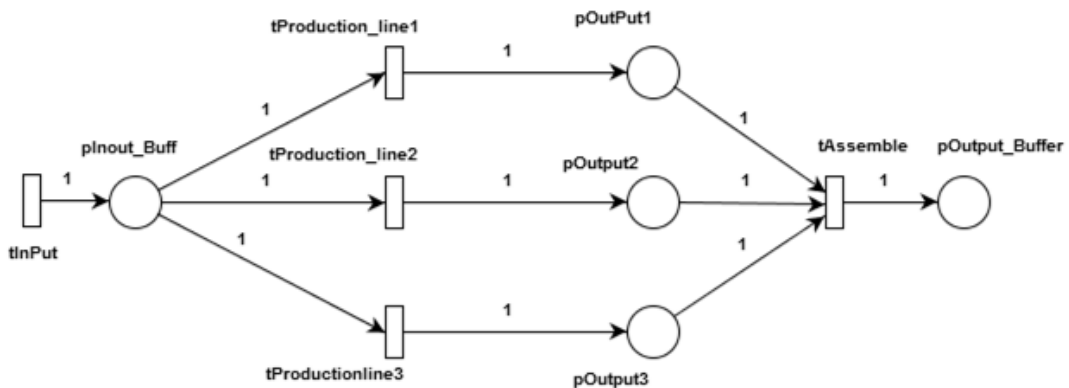 tProduction_line1
pOutPut1
1
1
1
pInout_Buff
tProduction_line2
pOutput2
tAssemble
pOutput_Buffer
1
1
1
1
1
tInPut
1
1
1
tProductionline3
pOutput3